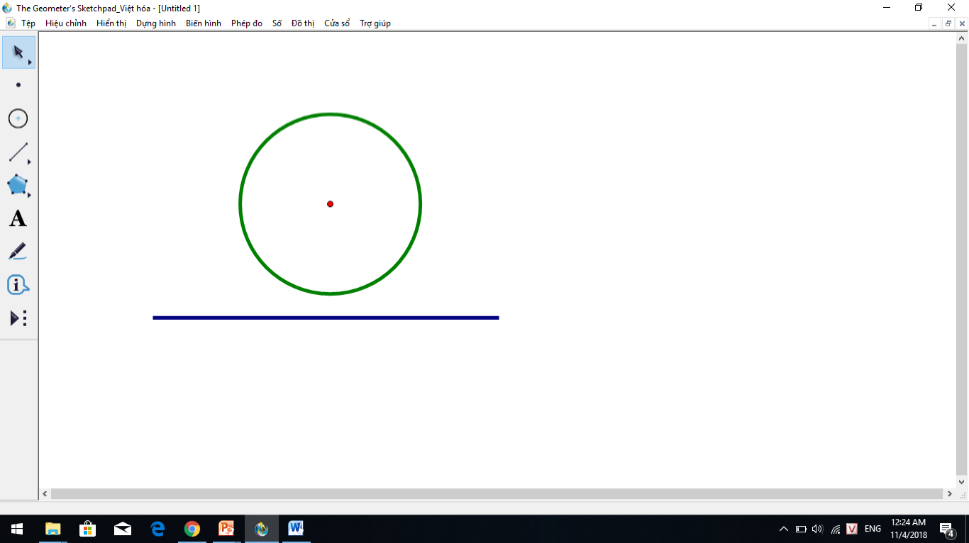 The Geometer's Sketchpad_Việt hóa - [Untitled 1]
Tệp Hiệu chỉnh Hiển thị Dựng hình Biến hình Phép đo Số Đồ thị Cửa sổ Trợ giúp
A
12:24 AM
ENG
11/4/2018
4